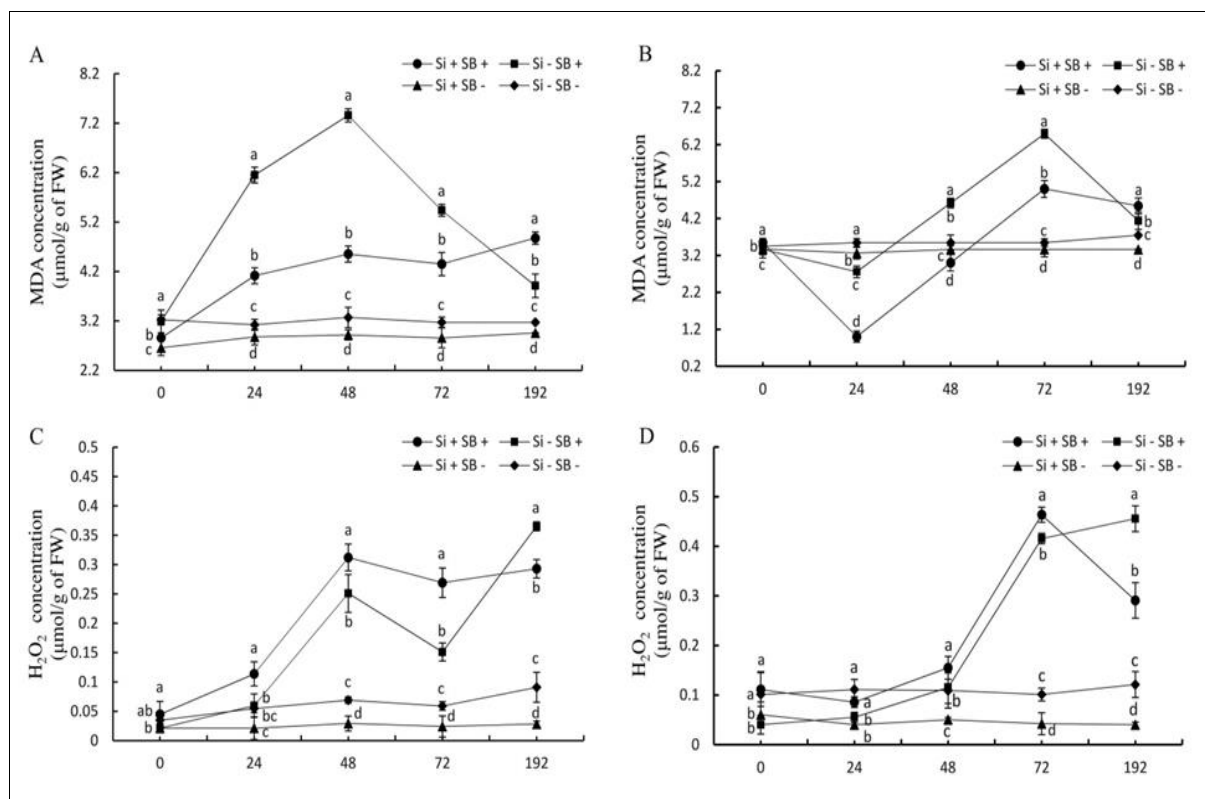 A
Si + SB + Si - SB +
Si + SB - Si - SB -
MDA concentration
(µmol/g of FW)
8.2
7.2
6.2
5.2
4.2
3.2
2.2
a
a
a
a
a
b
b
b
b
a
c
c
c
c
b
c
d
d
d
d
0 24 48 72 192
B
Si + SB + Si - SB +
Si + SB - Si - SB -
MDA concentration
(µmol/g of FW)
8.2
7.2
6.2
5.2
4.2
3.2
2.2
1.2
0.2
a
a
a
b
a
a
b
b
c
c
b
b
c
c
c
d
d
d
d
0 24 48 72 192
C
Si + SB + Si - SB +
Si + SB - Si - SB -
H₂O₂ concentration
(µmol/g of FW)
0.5
0.45
0.4
0.35
0.3
0.25
0.2
0.15
0.1
0.05
0
a
a
a
b
a
b
b
a
c
b
c
ab
bc
d
d
d
b
c
0 24 48 72 192
D
Si + SB + Si - SB +
Si + SB - Si - SB -
H₂O₂ concentration
(µmol/g of FW)
0.6
0.5
0.4
0.3
0.2
0.1
0
a
a
b
b
a
a
a
c
c
a
a
b
b
b
d
b
b
c
d
0 24 48 72 192